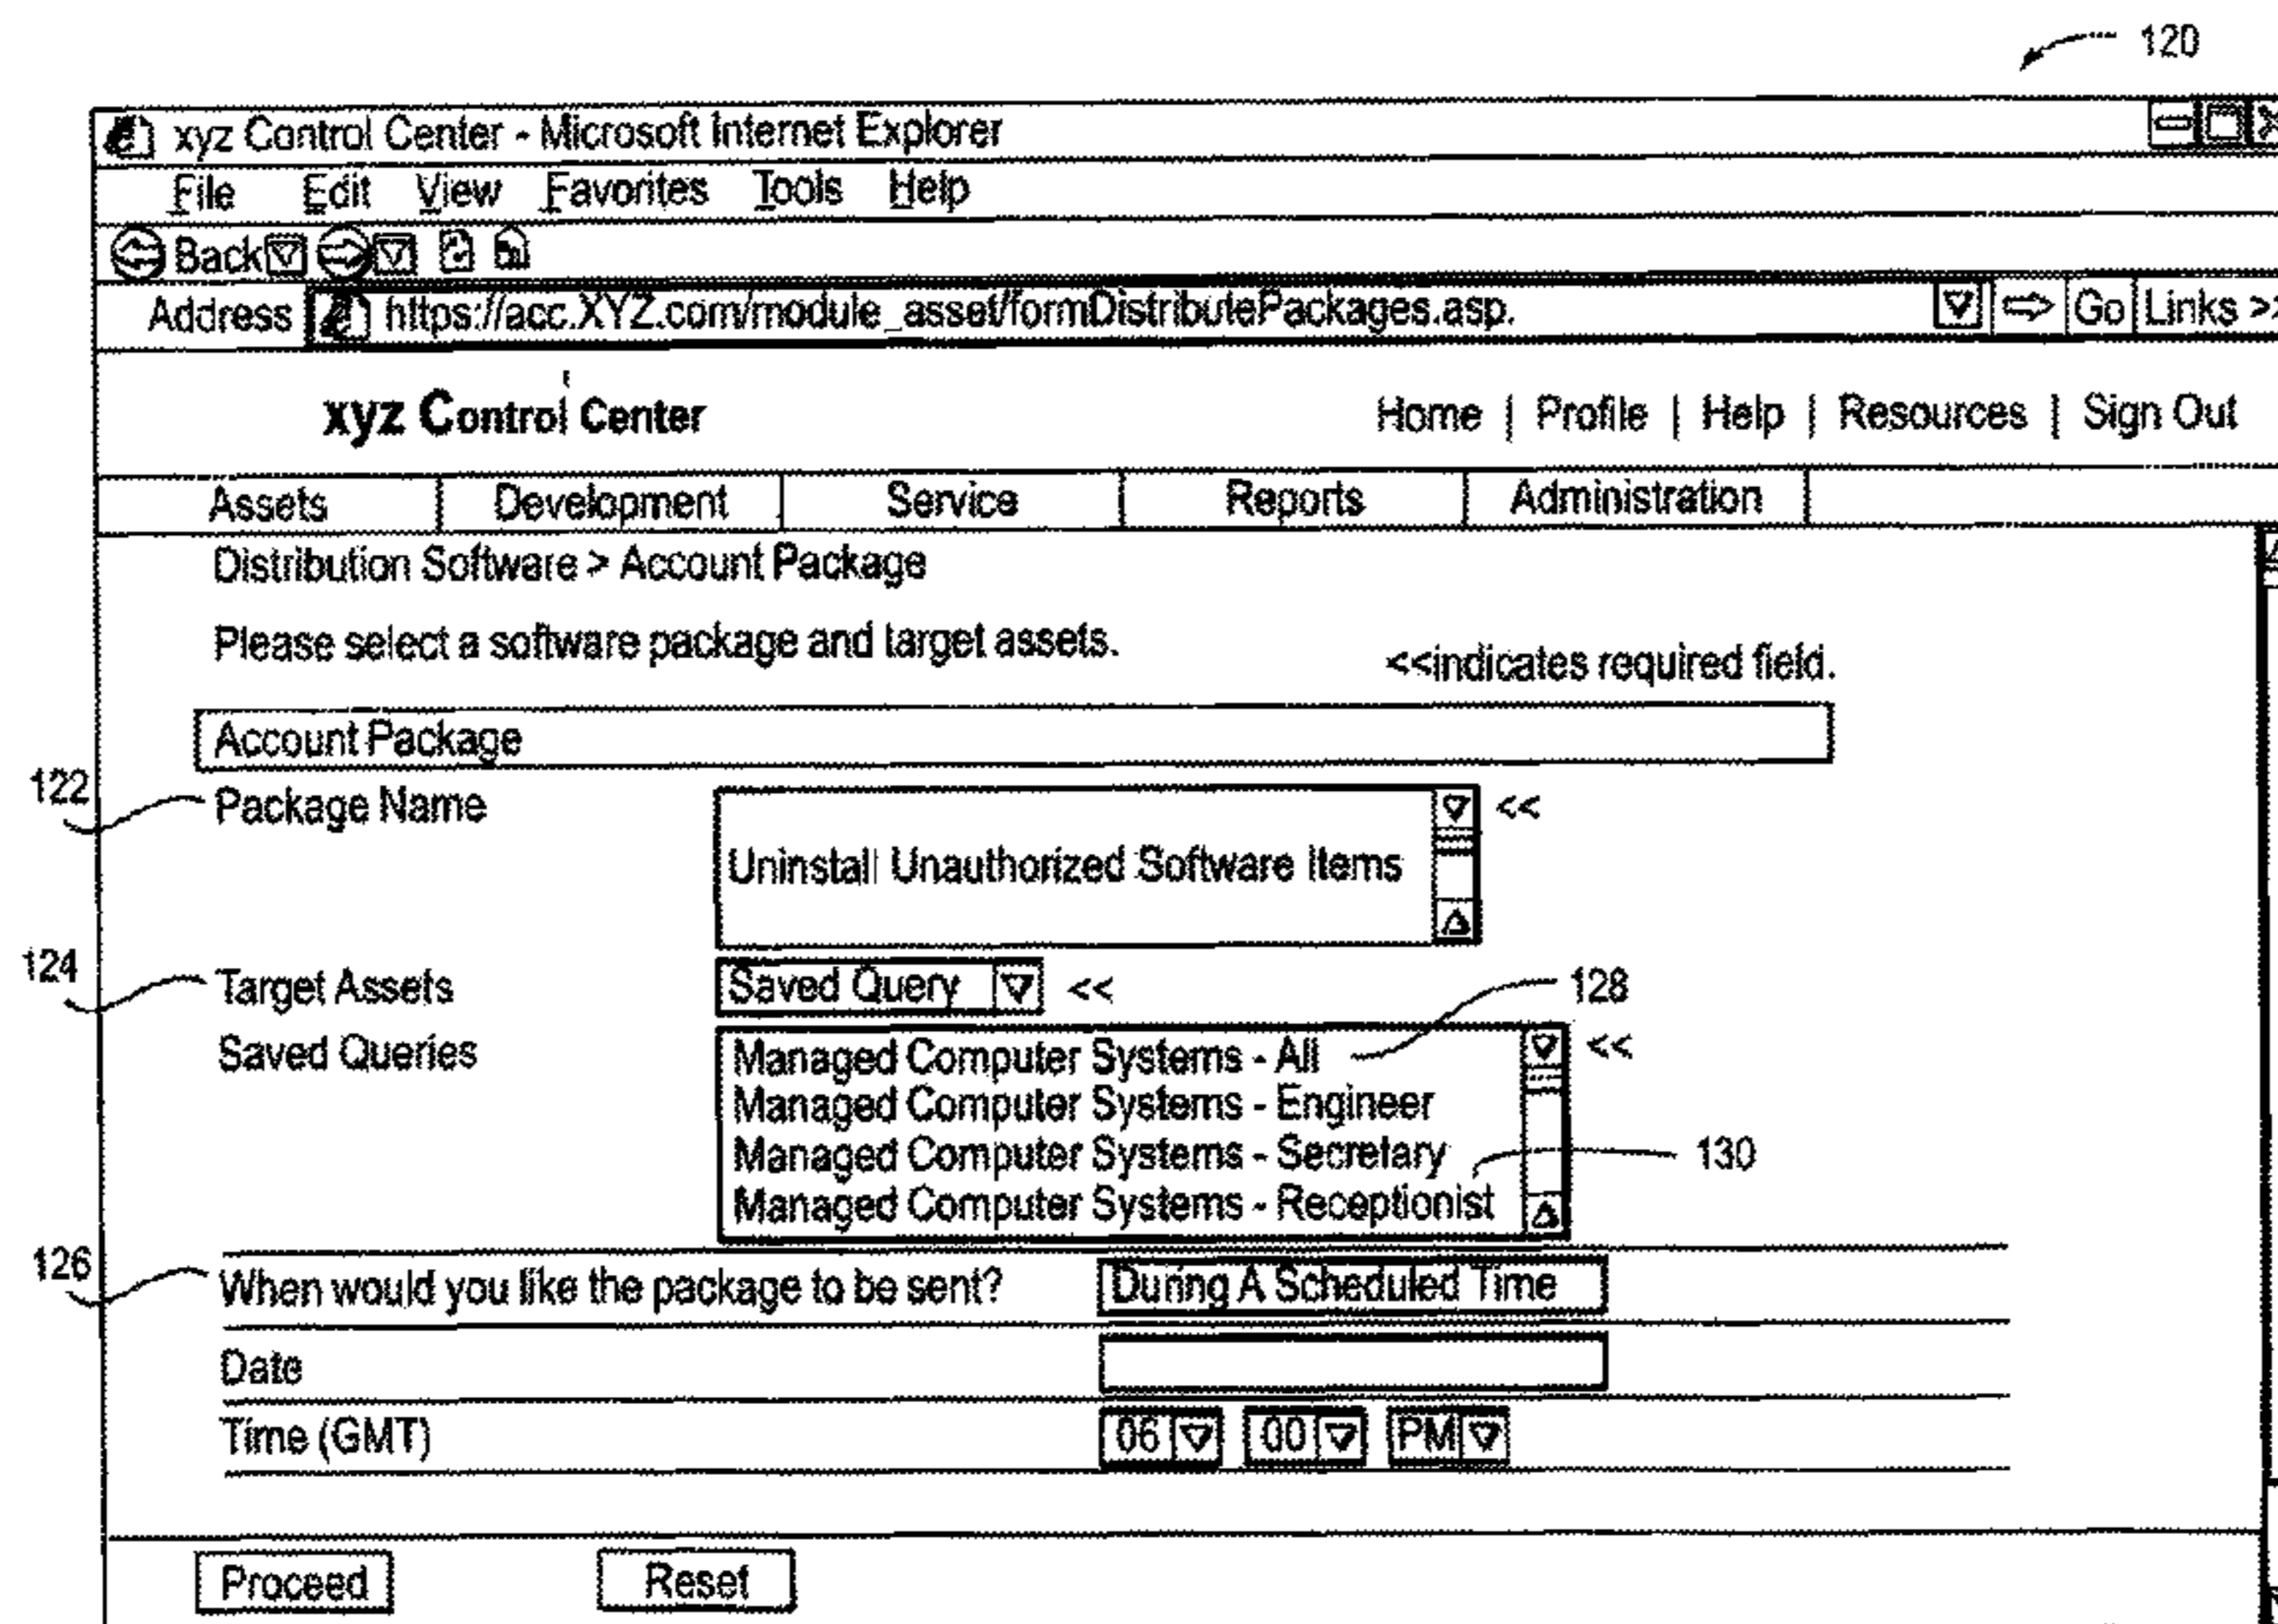 120
xyz Control Center - Microsoft Internet Explorer
File Edit View Favorites Tools Help
Back
Address https://acc.XYZ.com/module_asset/formDistributePackages.asp. Go Links >>
xyz Control Center Home | Profile | Help | Resources | Sign Out
Assets Development Service Reports Administration
Distribution Software > Account Package
Please select a software package and target assets.
<<indicates required field.
Account Package
122 Package Name <<
Uninstall Unauthorized Software Items
124 Target Assets Saved Query << 128
Saved Queries Managed Computer Systems - All <<
Managed Computer Systems - Engineer
Managed Computer Systems - Secretary 130
Managed Computer Systems - Receptionist
126 When would you like the package to be sent? During A Scheduled Time
Date
Time (GMT) 06 00 PM
Proceed Reset